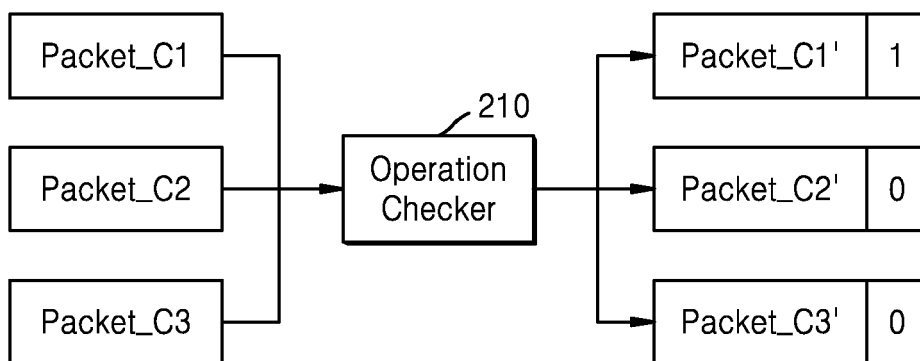 Packet_C1
Packet_C2
Packet_C3
210
Operation
Checker
Packet_C1' 1
Packet_C2' 0
Packet_C3' 0